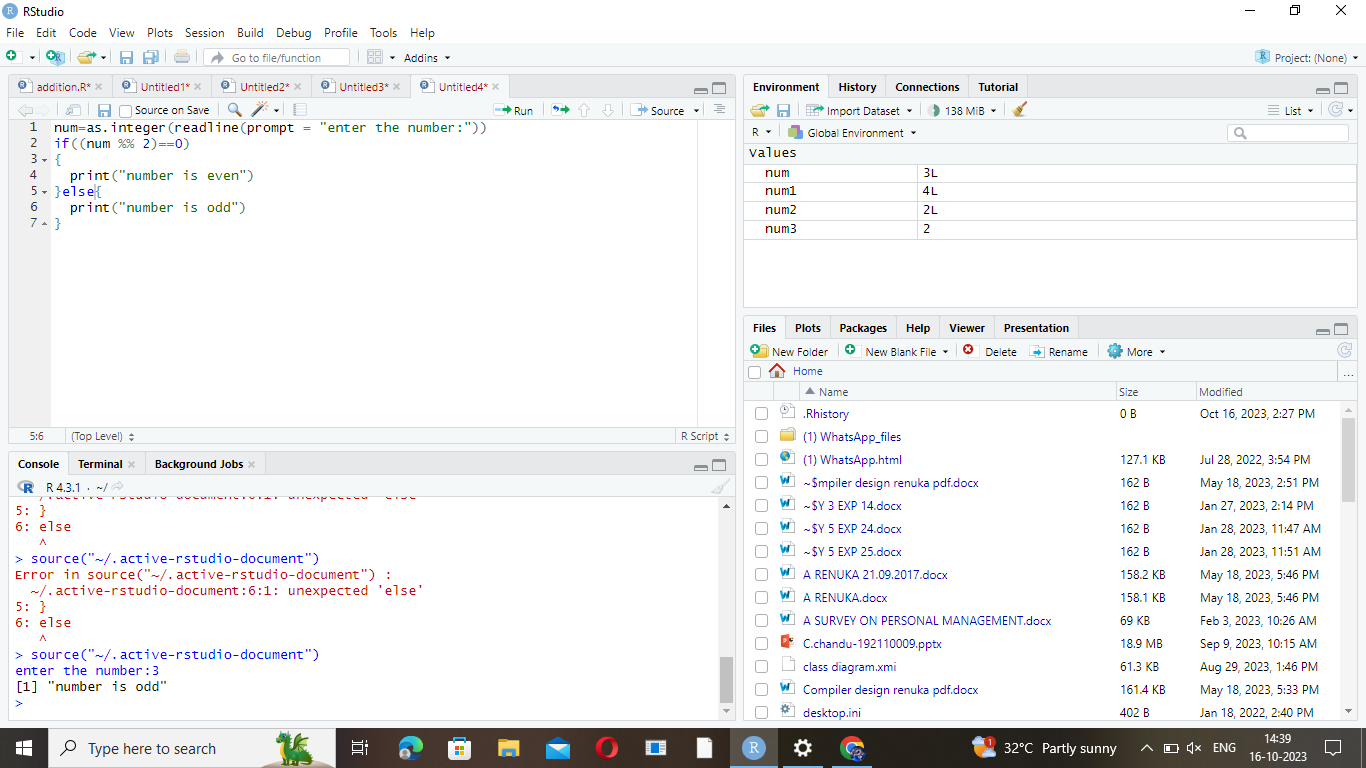 RStudio
File Edit Code View Plots Session Build Debug Profile Tools Help
Go to file/function Addins Project: (None)
addition.R* Untitled1* Untitled2* Untitled3* Untitled4*
Source on Save Run Source
1 num=as.integer(readline(prompt = "enter the number:"))
2 if((num %% 2)==0)
3 {
4 print("number is even")
5 }else{
6 print("number is odd")
7 }
5:6 (Top Level) R Script
Console Terminal Background Jobs
R 4.3.1 · ~/
5: }
6: else
^
> source("~/.active-rstudio-document")
Error in source("~/.active-rstudio-document") :
~/.active-rstudio-document:6:1: unexpected 'else'
5: }
6: else
^
> source("~/.active-rstudio-document")
enter the number:3
[1] "number is odd"
>
Environment History Connections Tutorial
Import Dataset 138 MiB List
R Global Environment
Values
num 3L
num1 4L
num2 2L
num3 2
Files Plots Packages Help Viewer Presentation
New Folder New Blank File Delete Rename More
Home ...
Name Size Modified
.Rhistory 0 B Oct 16, 2023, 2:27 PM
(1) WhatsApp_files
(1) WhatsApp.html 127.1 KB Jul 28, 2022, 3:54 PM
~$mpiler design renuka pdf.docx 162 B May 18, 2023, 2:51 PM
~$Y 3 EXP 14.docx 162 B Jan 27, 2023, 2:14 PM
~$Y 5 EXP 24.docx 162 B Jan 28, 2023, 11:47 AM
~$Y 5 EXP 25.docx 162 B Jan 28, 2023, 11:51 AM
A RENUKA 21.09.2017.docx 158.2 KB May 18, 2023, 5:46 PM
A RENUKA.docx 158.1 KB May 18, 2023, 5:46 PM
A SURVEY ON PERSONAL MANAGEMENT.docx 69 KB Feb 3, 2023, 10:26 AM
C.chandu-192110009.pptx 18.9 MB Sep 9, 2023, 10:15 AM
class diagram.xmi 61.3 KB Aug 29, 2023, 1:46 PM
Compiler design renuka pdf.docx 161.4 KB May 18, 2023, 5:33 PM
desktop.ini 402 B Jan 18, 2022, 2:40 PM
Type here to search 1 32°C Partly sunny ENG 14:39
16-10-2023